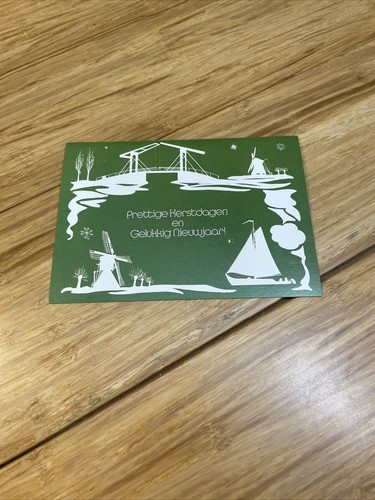 Prettige Kerstdagen
en
Gelukkig Nieuwjaar!